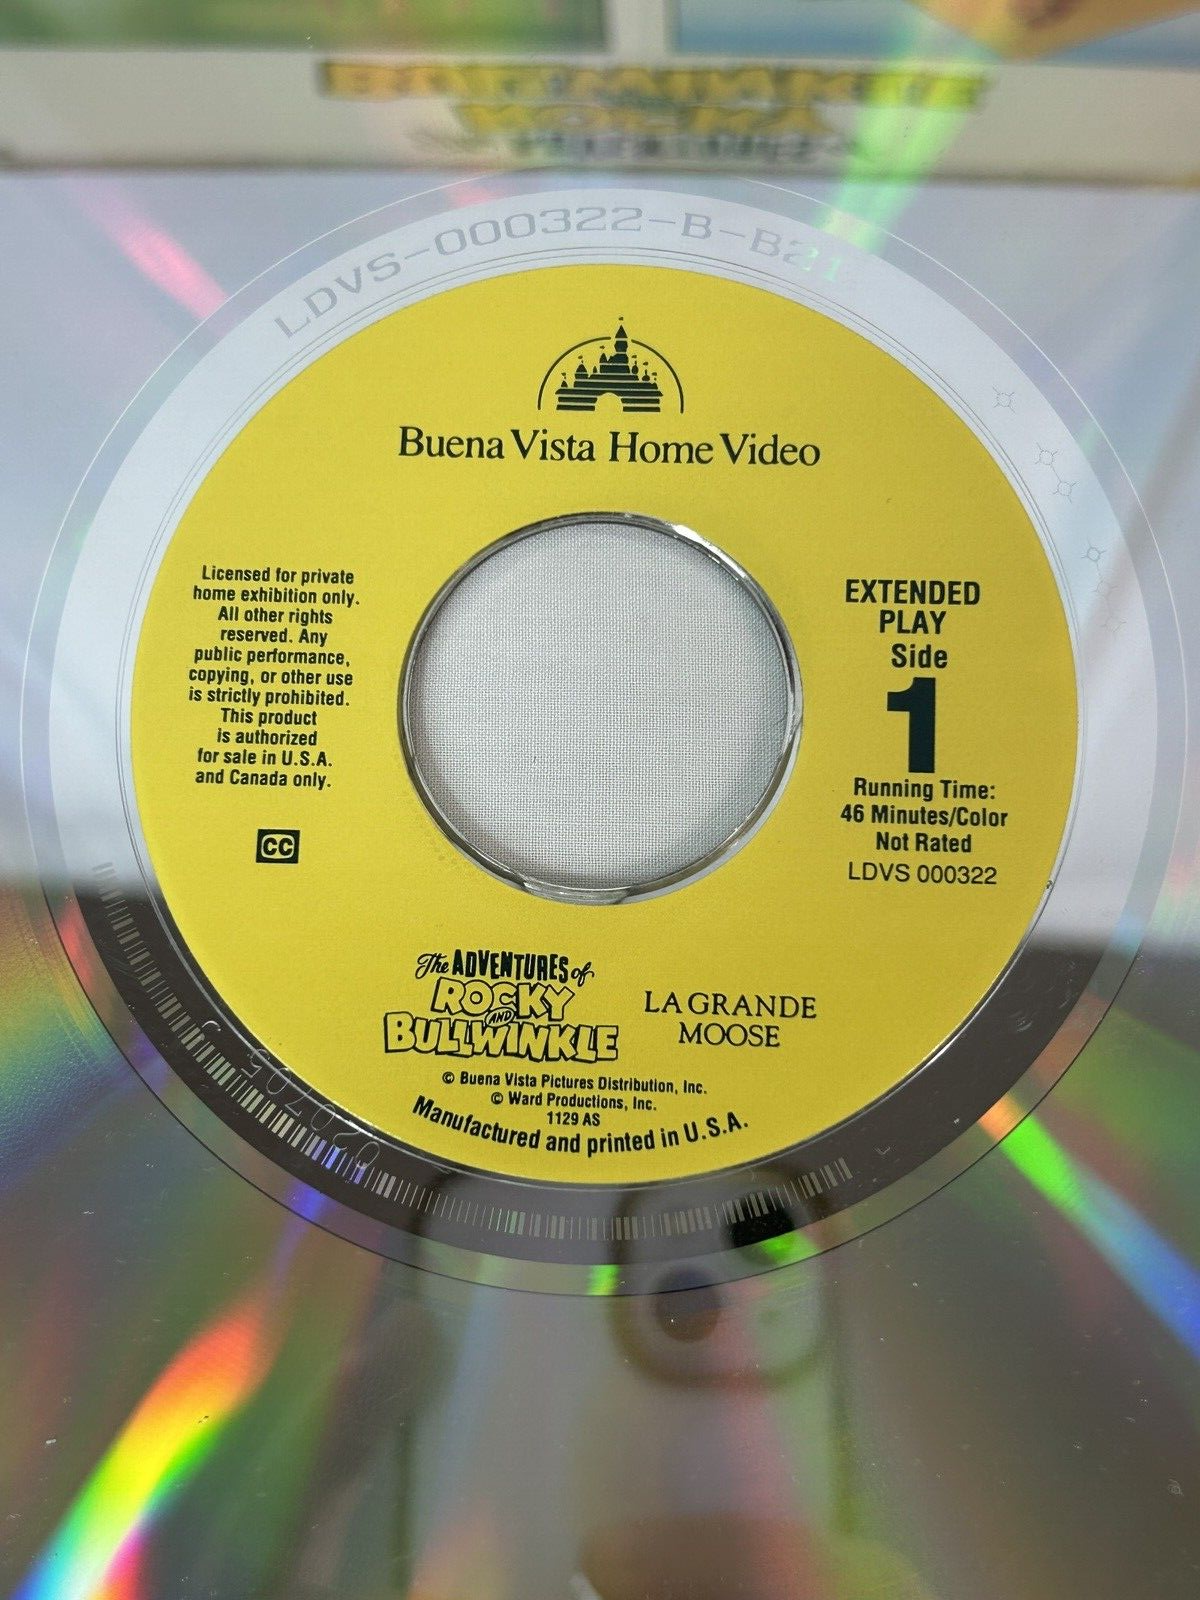 LDVS-000322-B-B21
Buena Vista Home Video
Licensed for private
home exhibition only.
All other rights
reserved. Any
public performance,
copying, or other use
is strictly prohibited.
This product
is authorized
for sale in U.S.A.
and Canada only.
CC
EXTENDED
PLAY
Side
1
Running Time:
46 Minutes/Color
Not Rated
LDVS 000322
The ADVENTURES of
ROCKY
AND
BULLWINKLE
LA GRANDE
MOOSE
© Buena Vista Pictures Distribution, Inc.
© Ward Productions, Inc.
1129 AS
Manufactured and printed in U.S.A.